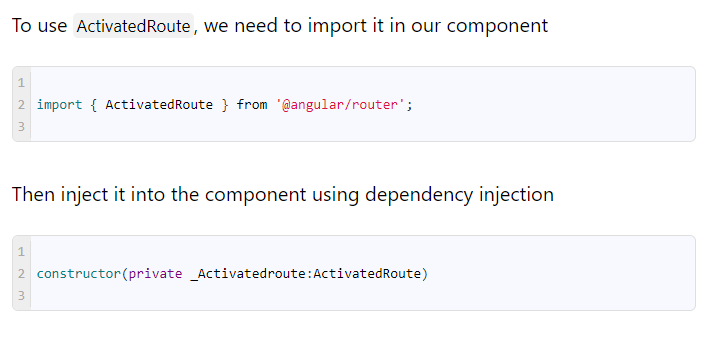 To use ActivatedRoute, we need to import it in our component
1
2 import { ActivatedRoute } from '@angular/router';
3
Then inject it into the component using dependency injection
1
2 constructor(private _Activatedroute:ActivatedRoute)
3